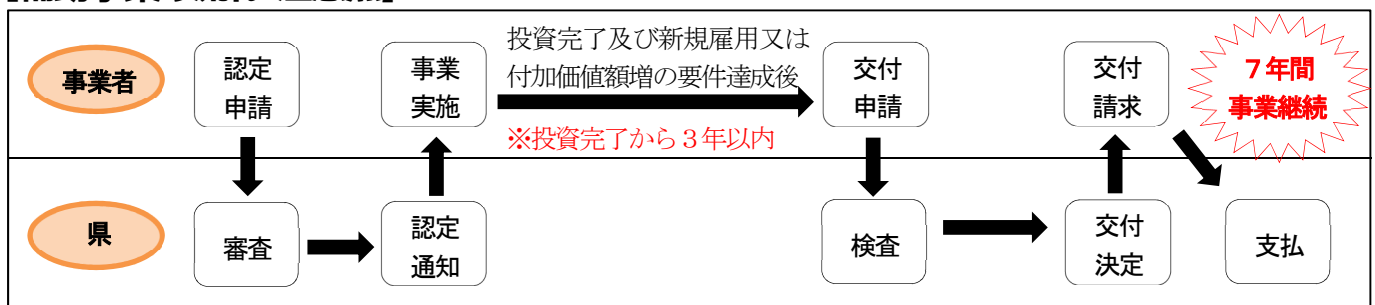 事業者
認定
申請
事業
実施
投資完了及び新規雇用又は
付加価値額増の要件達成後
※投資完了から３年以内
交付
申請
交付
請求
７年間
事業継続
県
審査
認定
通知
検査
交付
決定
支払